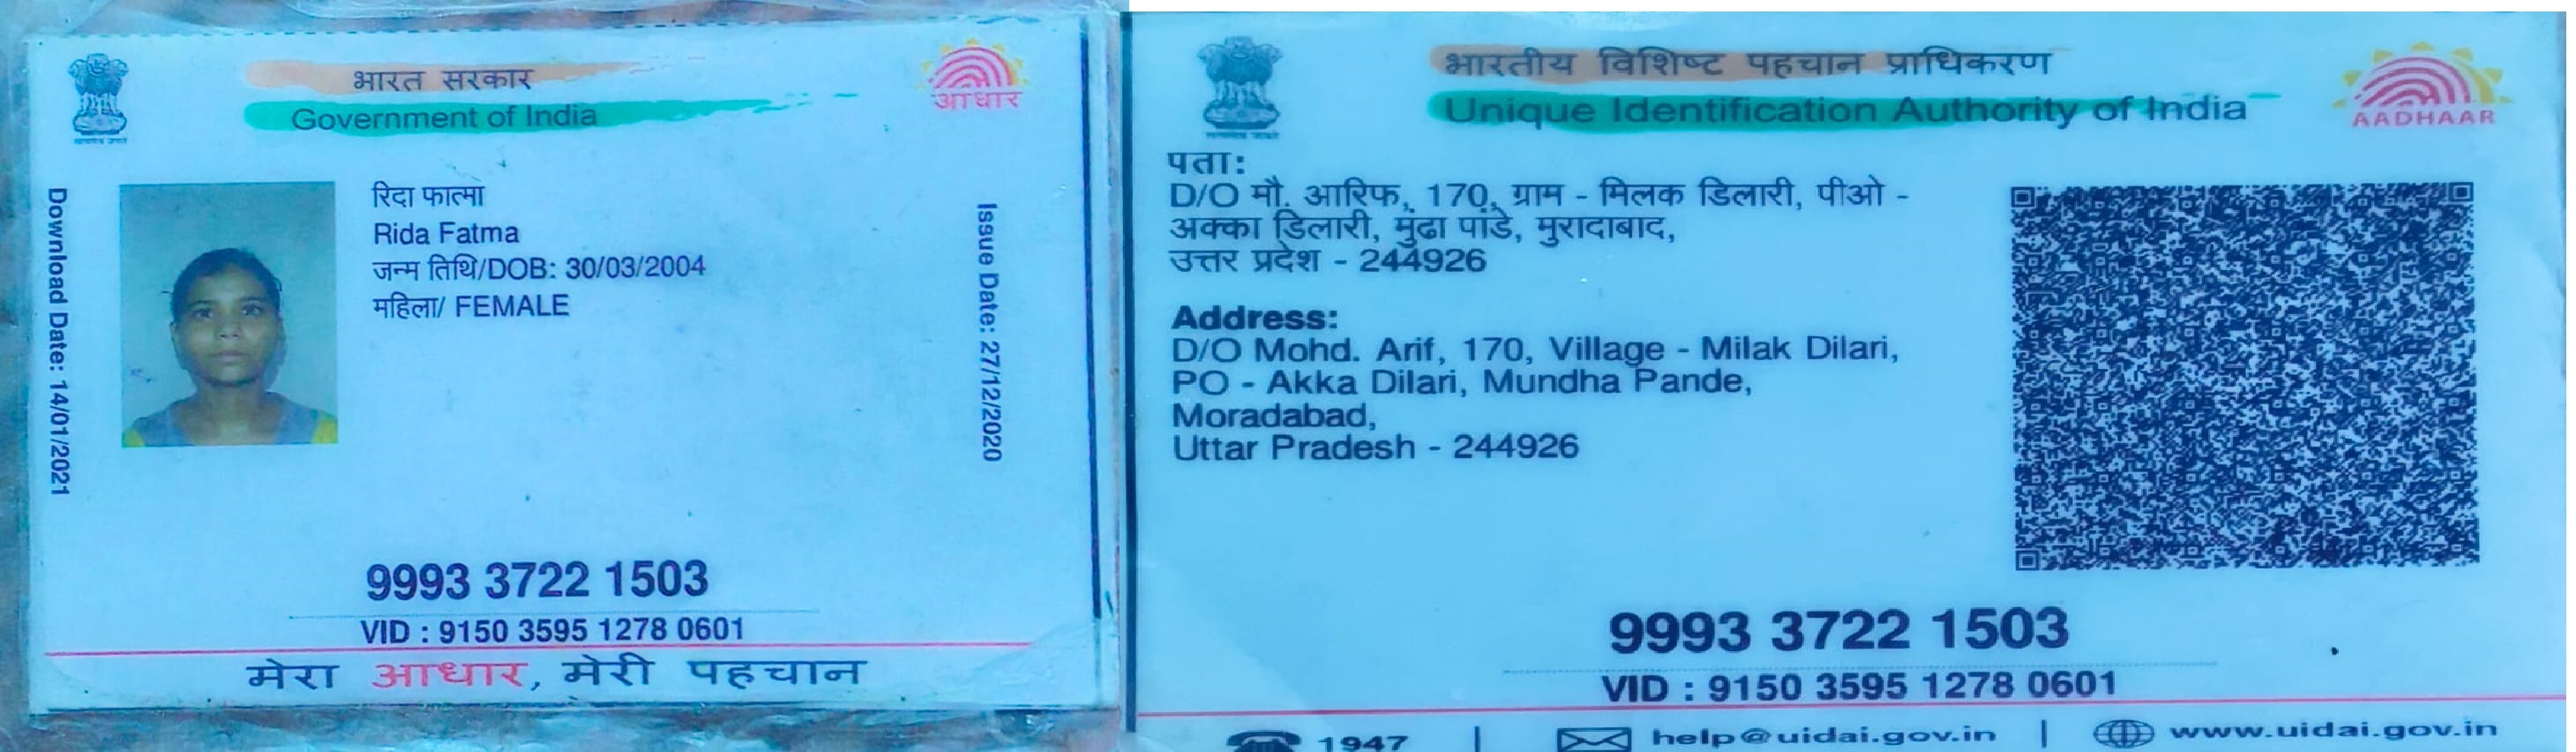 भारत सरकार
Government of India
आधार
Download Date: 14/01/2021
रिदा फात्मा
Rida Fatma
जन्म तिथि/DOB: 30/03/2004
महिला/ FEMALE
Issue Date: 27/12/2020
9993 3722 1503
VID : 9150 3595 1278 0601
मेरा आधार, मेरी पहचान
भारतीय विशिष्ट पहचान प्राधिकरण
Unique Identification Authority of India
AADHAAR
पता:
D/O मौ. आरिफ, 170, ग्राम - मिलक डिलारी, पीओ -
अक्का डिलारी, मुंढा पांडे, मुरादाबाद,
उत्तर प्रदेश - 244926
Address:
D/O Mohd. Arif, 170, Village - Milak Dilari,
PO - Akka Dilari, Mundha Pande,
Moradabad,
Uttar Pradesh - 244926
9993 3722 1503
VID : 9150 3595 1278 0601
1947 | help@uidai.gov.in | www.uidai.gov.in